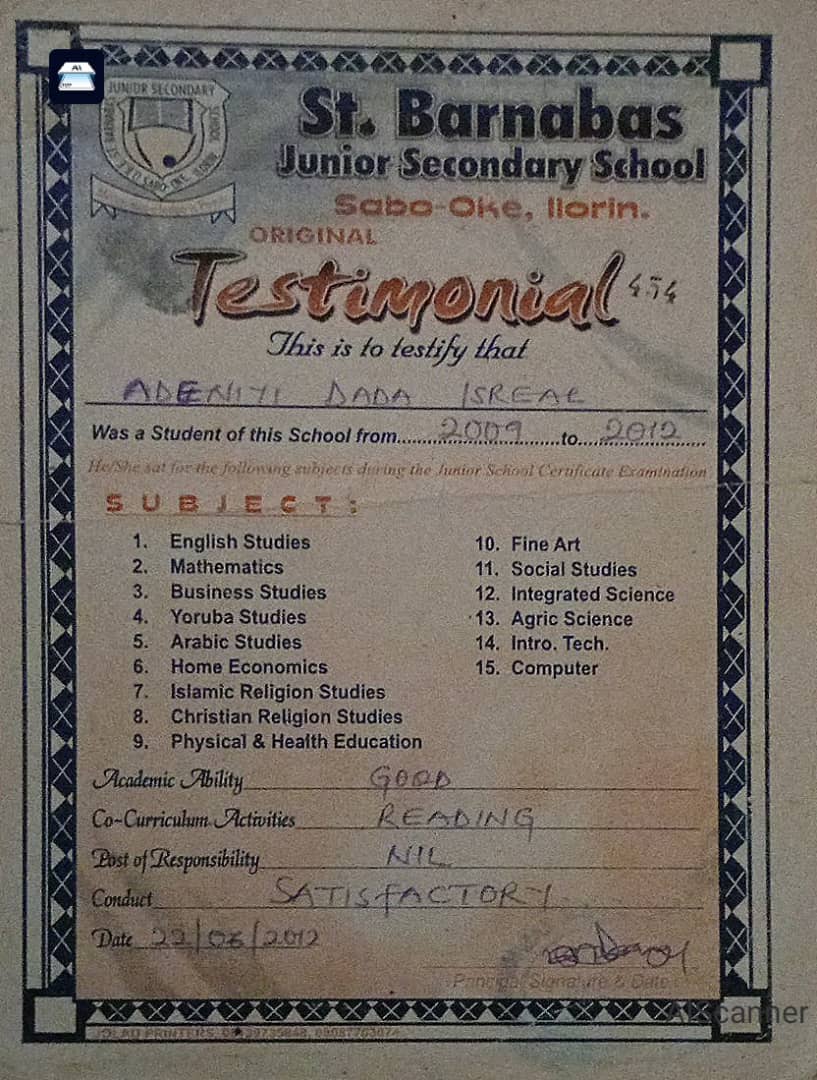 JUNIOR SECONDARY
St. Barnabas
Junior Secondary School
Sabo-Oke, Ilorin.
ORIGINAL
Testimonial 454
This is to testify that
ADENIYI DADA ISREAL
Was a Student of this School from 2009 to 2012
He/She sat for the following subjects during the Junior School Certificate Examination
SUBJECT:
1. English Studies
2. Mathematics
3. Business Studies
4. Yoruba Studies
5. Arabic Studies
6. Home Economics
7. Islamic Religion Studies
8. Christian Religion Studies
9. Physical & Health Education
10. Fine Art
11. Social Studies
12. Integrated Science
13. Agric Science
14. Intro. Tech.
15. Computer
Academic Ability GOOD
Co-Curriculum Activities READING
Post of Responsibility NIL
Conduct SATISFACTORY
Date 22/06/2012
Principal Signature & Date
AI Scanner
PRINTERS: